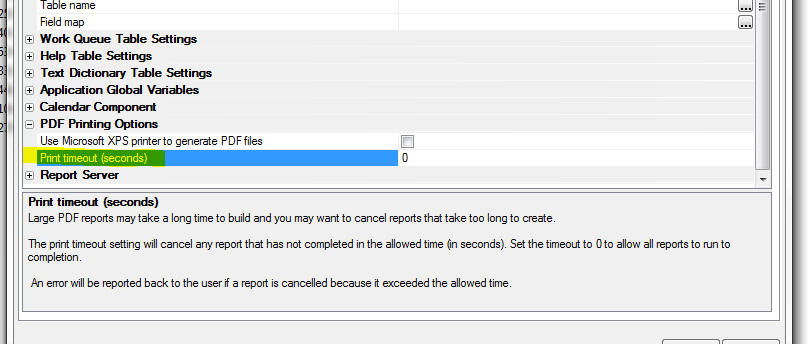 Table name
Field map
Work Queue Table Settings
Help Table Settings
Text Dictionary Table Settings
Application Global Variables
Calendar Component
PDF Printing Options
Use Microsoft XPS printer to generate PDF files
Print timeout (seconds) 0
Report Server
Print timeout (seconds)
Large PDF reports may take a long time to build and you may want to cancel reports that take too long to create.
The print timeout setting will cancel any report that has not completed in the allowed time (in seconds). Set the timeout to 0 to allow all reports to run to
completion.
An error will be reported back to the user if a report is cancelled because it exceeded the allowed time.